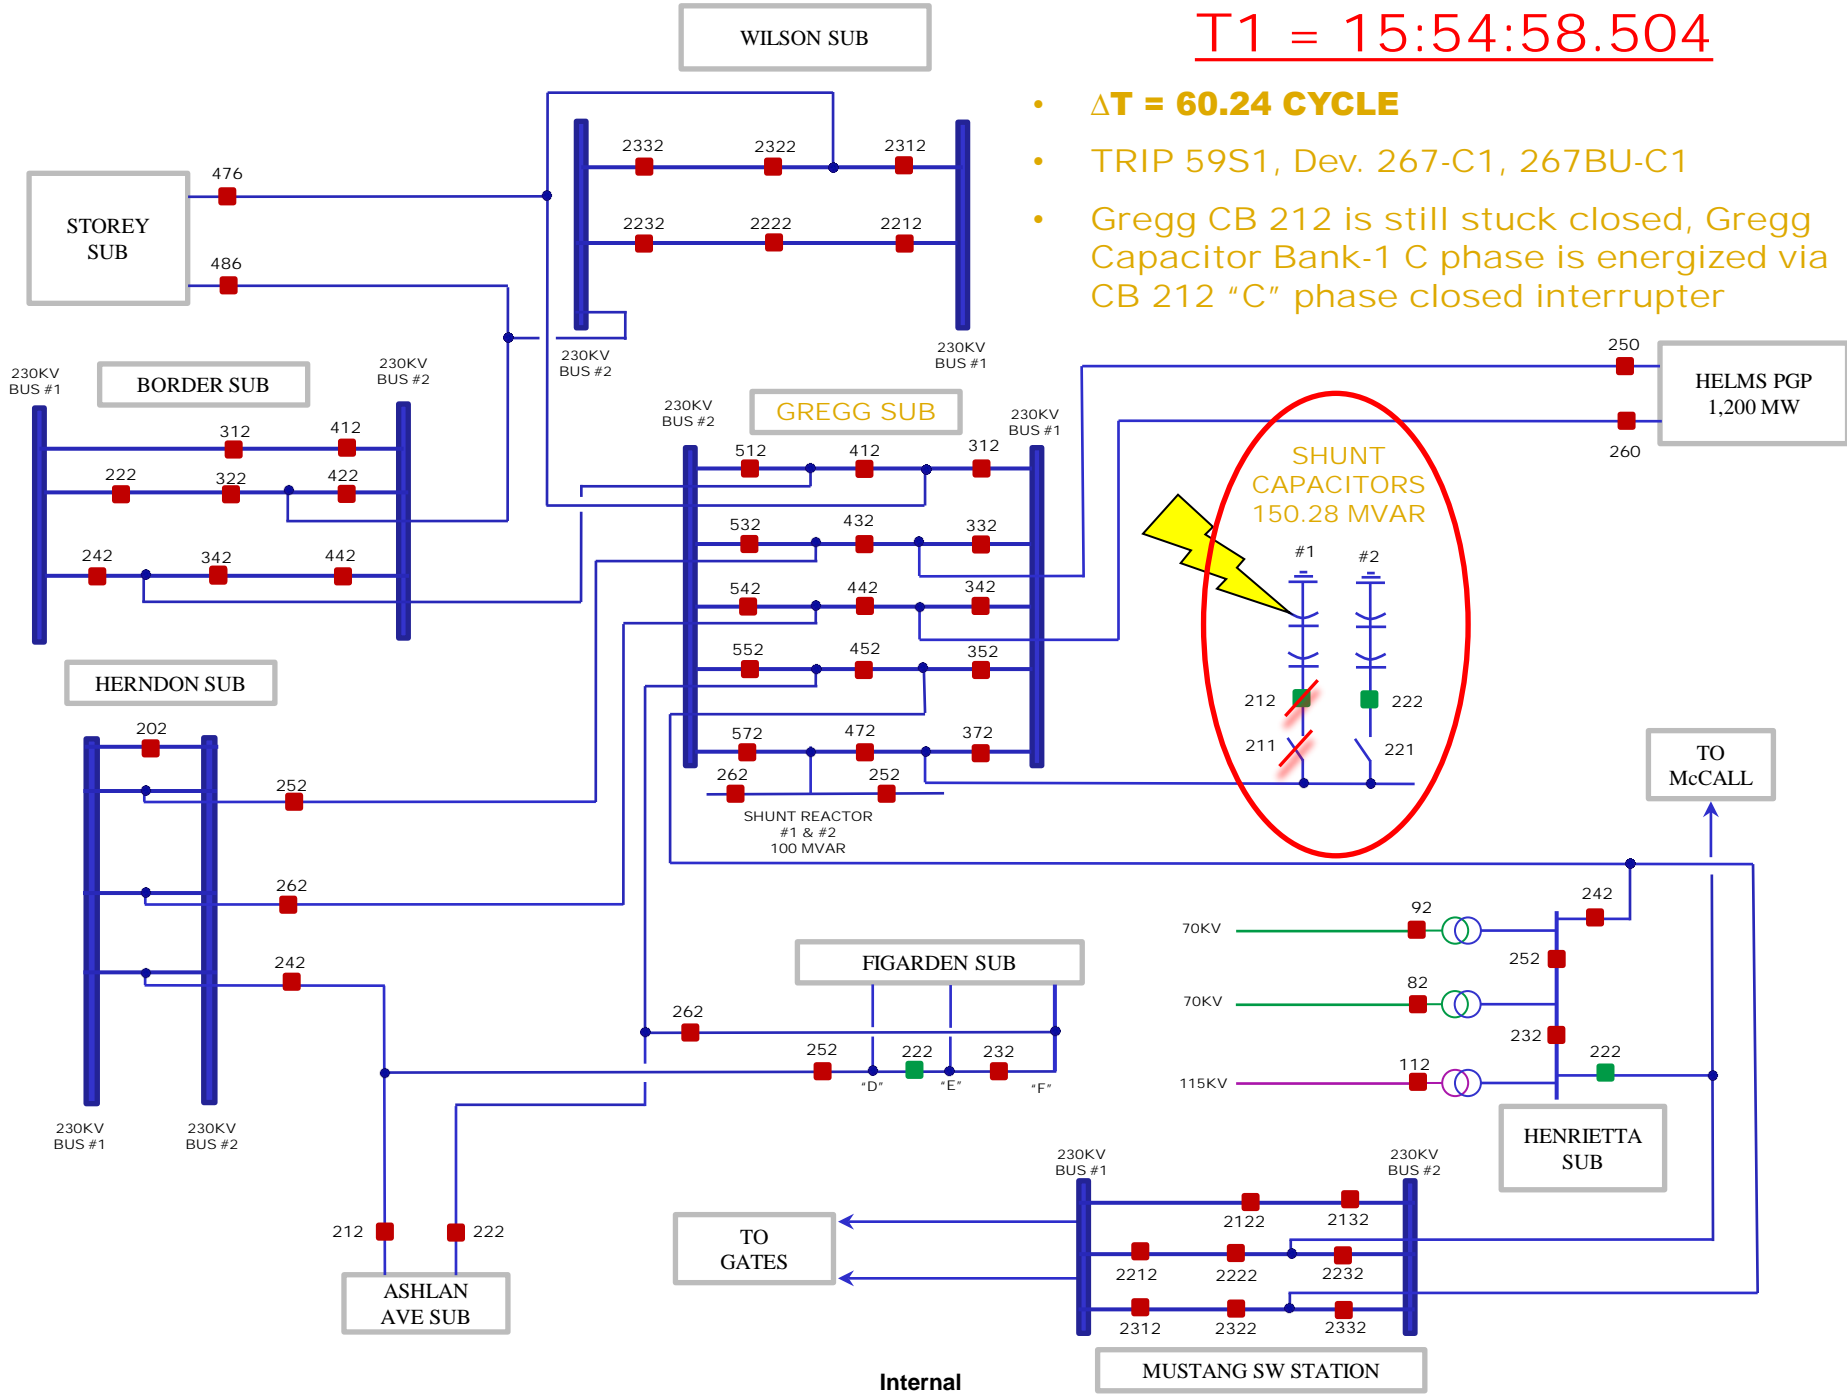 T1 = 15:54:58.504
• ΔT = 60.24 CYCLE
• TRIP 59S1, Dev. 267-C1, 267BU-C1
• Gregg CB 212 is still stuck closed, Gregg
Capacitor Bank-1 C phase is energized via
CB 212 “C” phase closed interrupter
WILSON SUB
2332
2322
2312
2232
2222
2212
230KV
BUS #2
230KV
BUS #1
STOREY
SUB
476
486
BORDER SUB
230KV
BUS #1
230KV
BUS #2
312
412
222
322
422
242
342
442
GREGG SUB
230KV
BUS #2
230KV
BUS #1
512
412
312
532
432
332
542
442
342
552
452
352
572
472
372
262
252
SHUNT REACTOR
#1 & #2
100 MVAR
250
260
HELMS PGP
1,200 MW
SHUNT
CAPACITORS
150.28 MVAR
#1
#2
212
222
211
221
HERNDON SUB
202
252
262
242
230KV
BUS #1
230KV
BUS #2
FIGARDEN SUB
262
252
222
232
“D”
“E”
“F”
212
222
ASHLAN
AVE SUB
TO
McCALL
70KV
92
242
252
70KV
82
232
222
115KV
112
HENRIETTA
SUB
230KV
BUS #1
230KV
BUS #2
2122
2132
2212
2222
2232
2312
2322
2332
TO
GATES
MUSTANG SW STATION
Internal